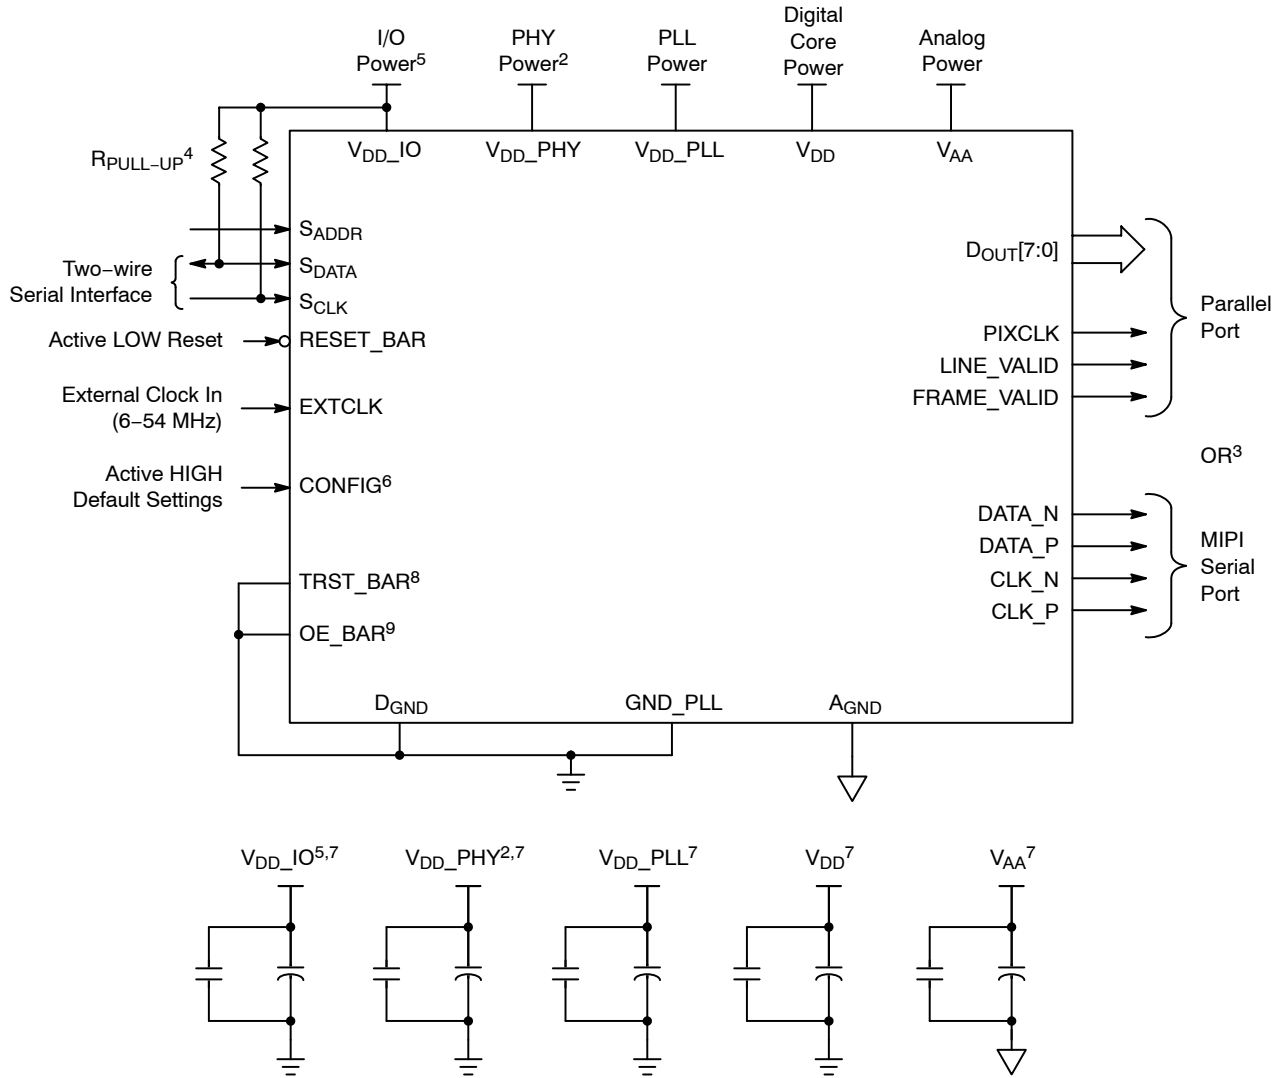 I/O
Power5
PHY
Power2
PLL
Power
Digital
Core
Power
Analog
Power
RPULL–UP4
VDD_IO
VDD_PHY
VDD_PLL
VDD
VAA
SADDR
Two–wire
Serial Interface
SDATA
SCLK
Active LOW Reset
RESET_BAR
External Clock In
(6–54 MHz)
EXTCLK
Active HIGH
Default Settings
CONFIG6
TRST_BAR8
OE_BAR9
DOUT[7:0]
PIXCLK
LINE_VALID
FRAME_VALID
Parallel
Port
OR3
DATA_N
DATA_P
CLK_N
CLK_P
MIPI
Serial
Port
DGND
GND_PLL
AGND
VDD_IO5,7
VDD_PHY2,7
VDD_PLL7
VDD7
VAA7